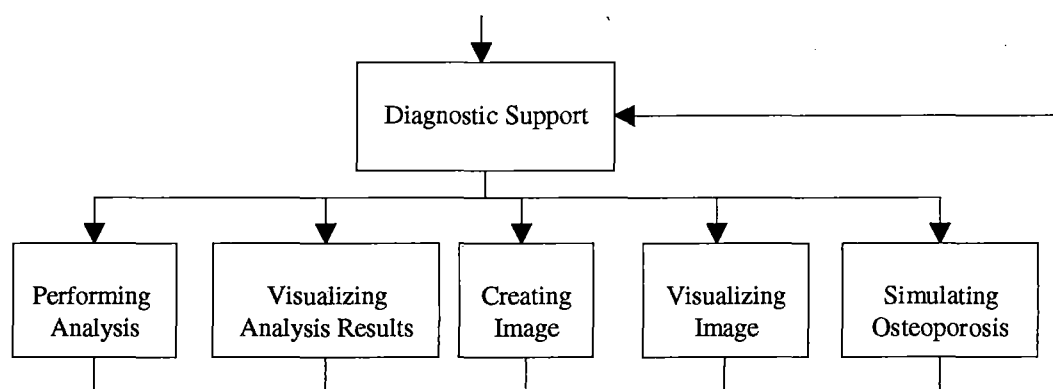 Diagnostic Support
Performing
Analysis
Visualizing
Analysis Results
Creating
Image
Visualizing
Image
Simulating
Osteoporosis